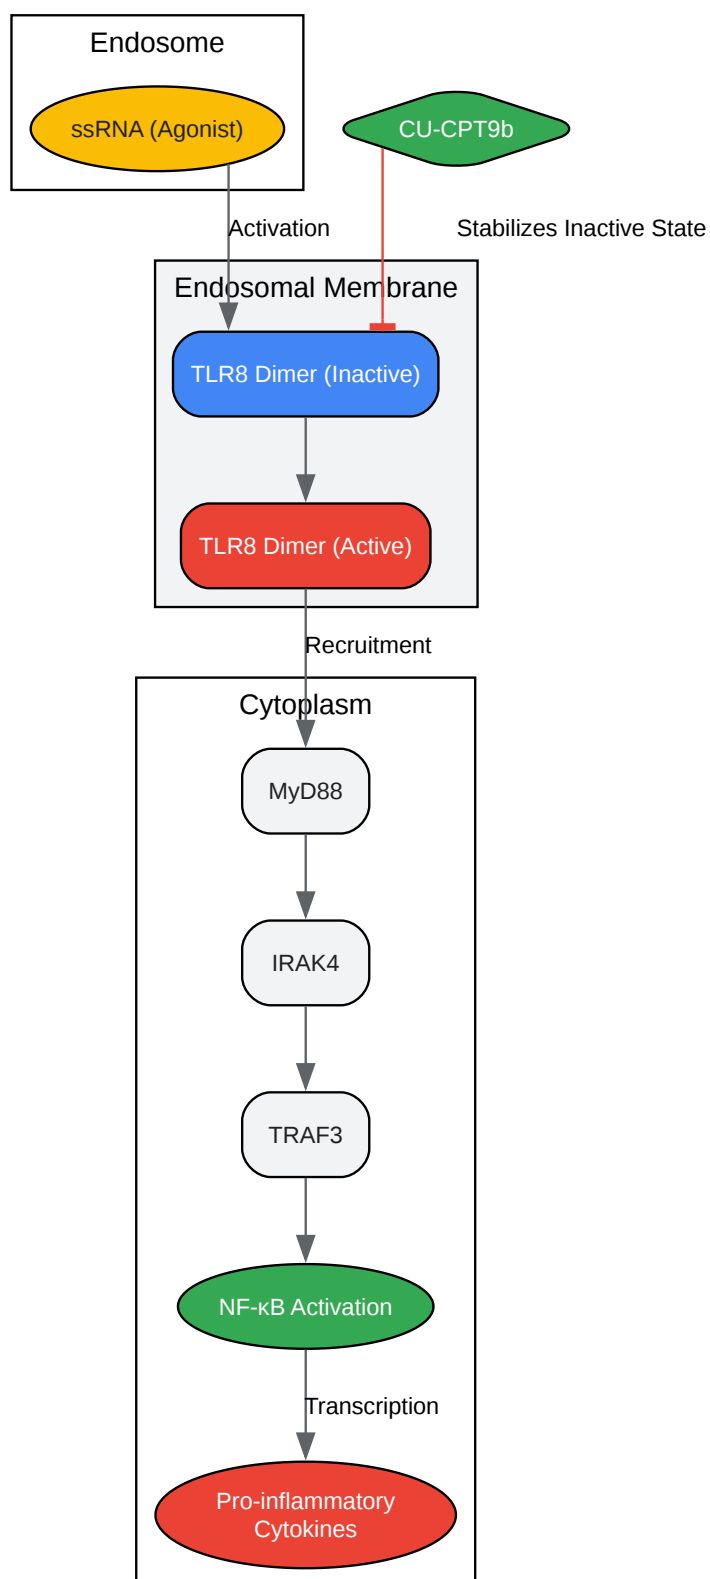 Endosome
ssRNA (Agonist)
CU-CPT9b
Activation
Stabilizes Inactive State
Endosomal Membrane
TLR8 Dimer (Inactive)
TLR8 Dimer (Active)
Recruitment
Cytoplasm
MyD88
IRAK4
TRAF3
NF-κB Activation
Transcription
Pro-inflammatory
Cytokines